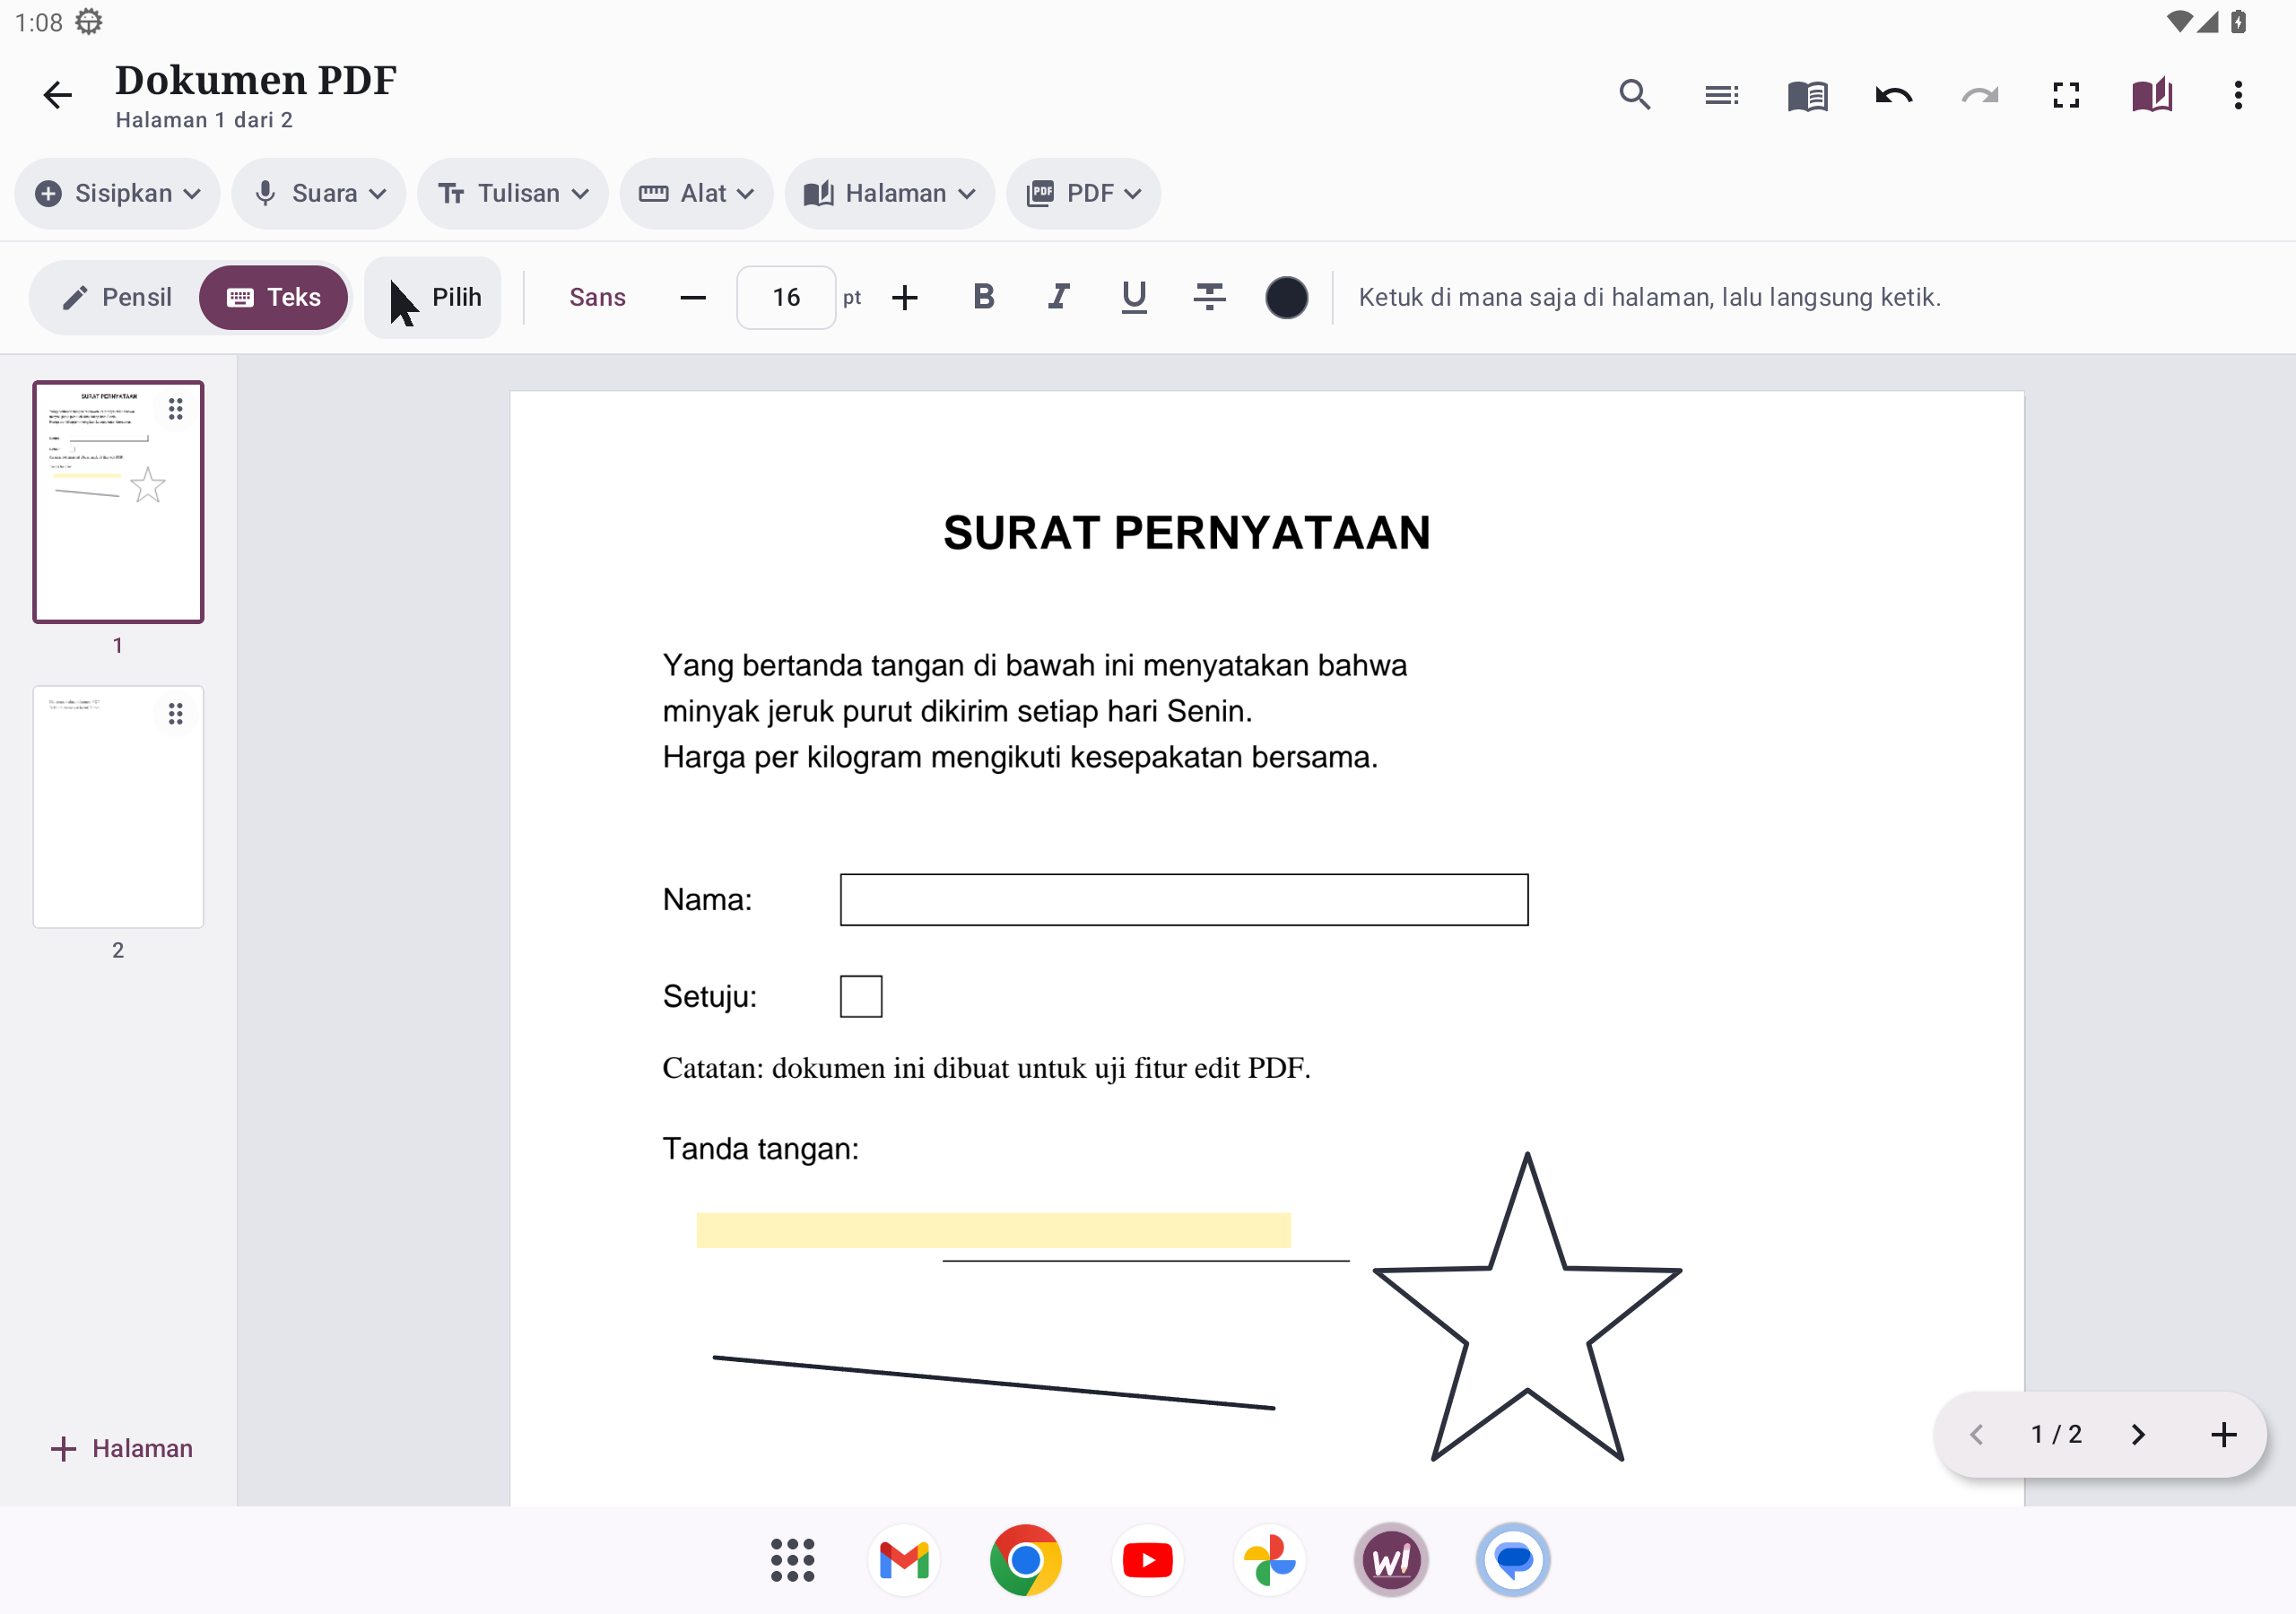 1:08
Dokumen PDF
Halaman 1 dari 2
Sisipkan
Suara
Tulisan
Alat
Halaman
PDF
Pensil
Teks
Pilih
Sans
16
pt
B
I
U
Ketuk di mana saja di halaman, lalu langsung ketik.
SURAT PERNYATAAN
1
2
Halaman
SURAT PERNYATAAN
Yang bertanda tangan di bawah ini menyatakan bahwa
minyak jeruk purut dikirim setiap hari Senin.
Harga per kilogram mengikuti kesepakatan bersama.
Nama:
Setuju:
Catatan: dokumen ini dibuat untuk uji fitur edit PDF.
Tanda tangan:
1 / 2